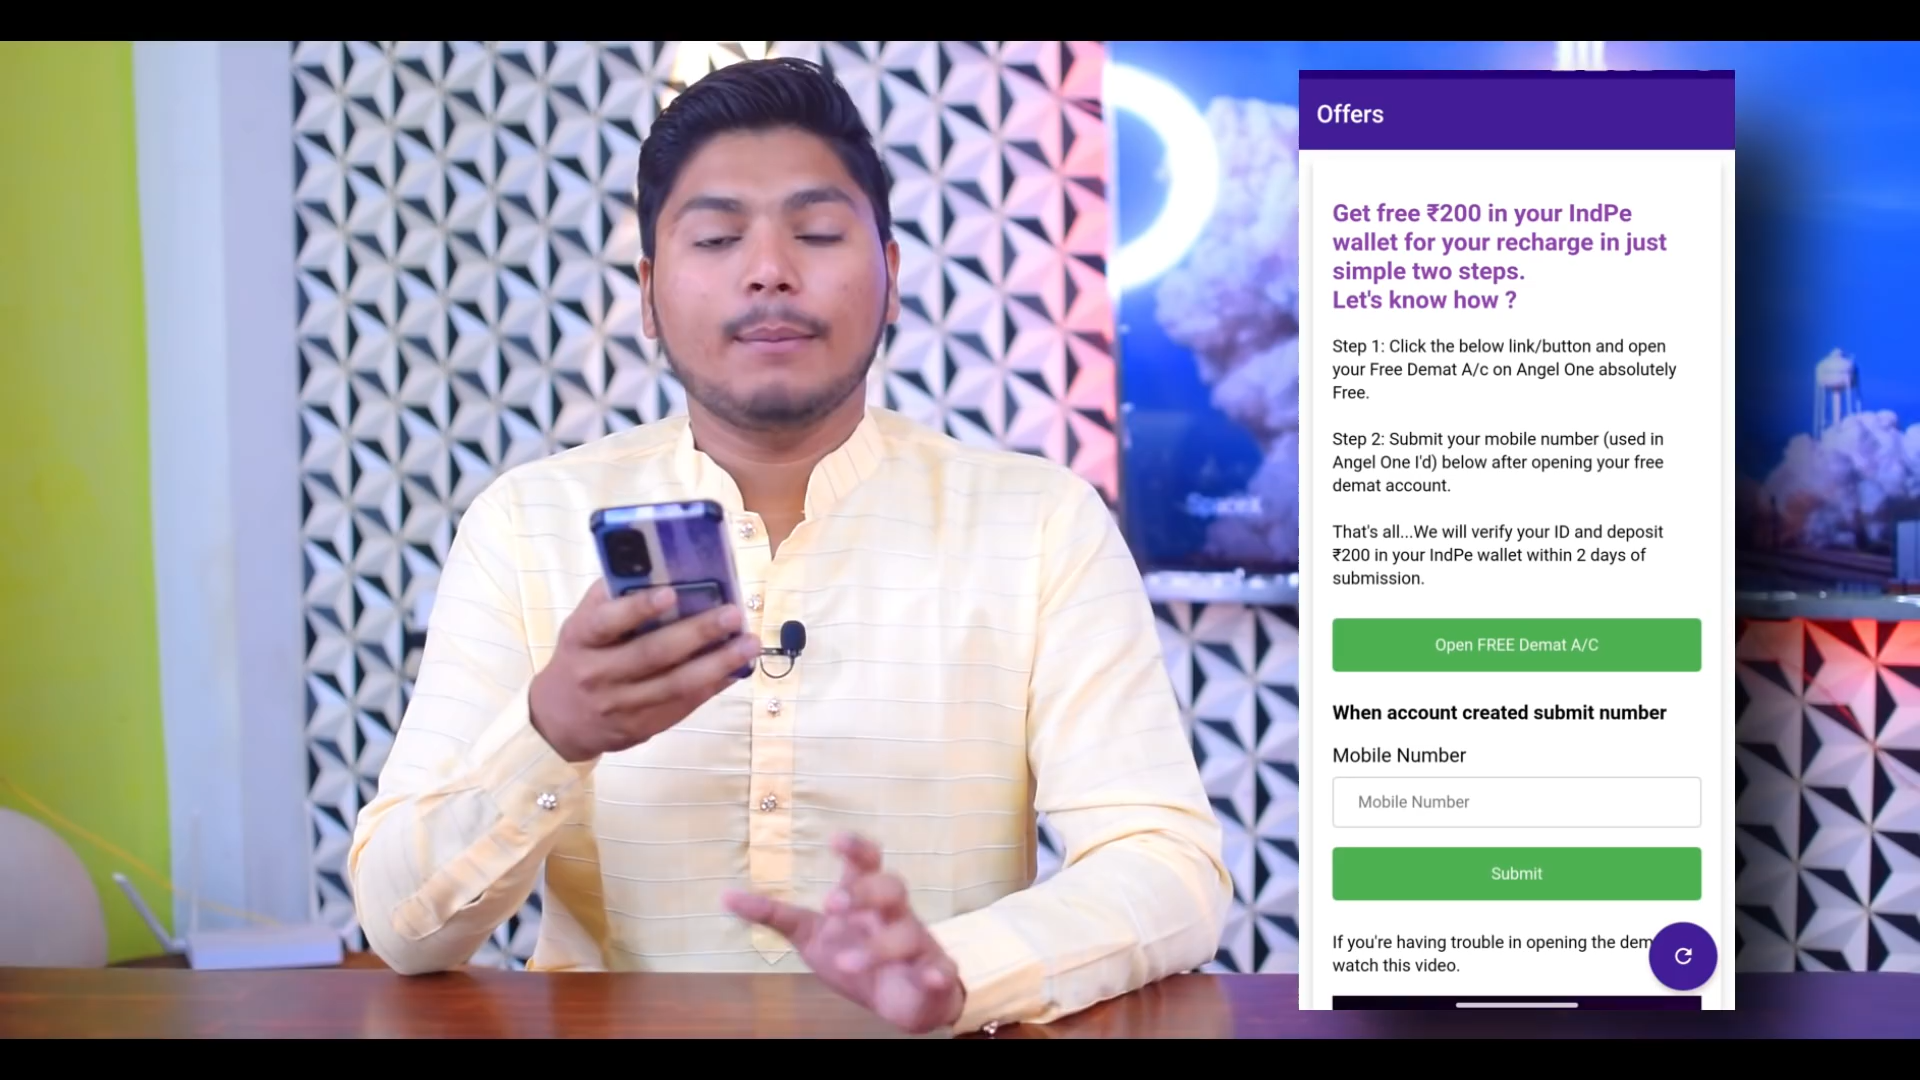 Offers
Get free ₹200 in your IndPe
wallet for your recharge in just
simple two steps.
Let's know how ?
Step 1: Click the below link/button and open
your Free Demat A/c on Angel One absolutely
Free.
Step 2: Submit your mobile number (used in
Angel One I'd) below after opening your free
demat account.
That's all...We will verify your ID and deposit
₹200 in your IndPe wallet within 2 days of
submission.
Open FREE Demat A/C
When account created submit number
Mobile Number
Mobile Number
Submit
If you're having trouble in opening the dem
watch this video.
SpaceX